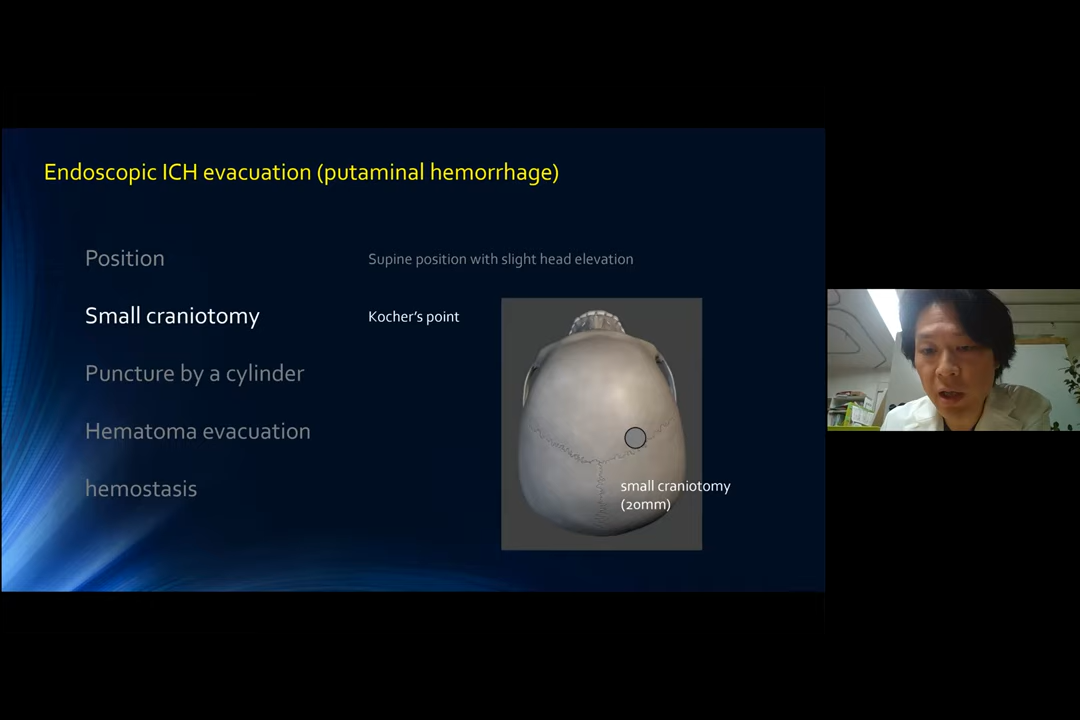 Endoscopic ICH evacuation (putaminal hemorrhage)
Position
Supine position with slight head elevation
Small craniotomy
Kocher's point
Puncture by a cylinder
Hematoma evacuation
hemostasis
small craniotomy
(20mm)